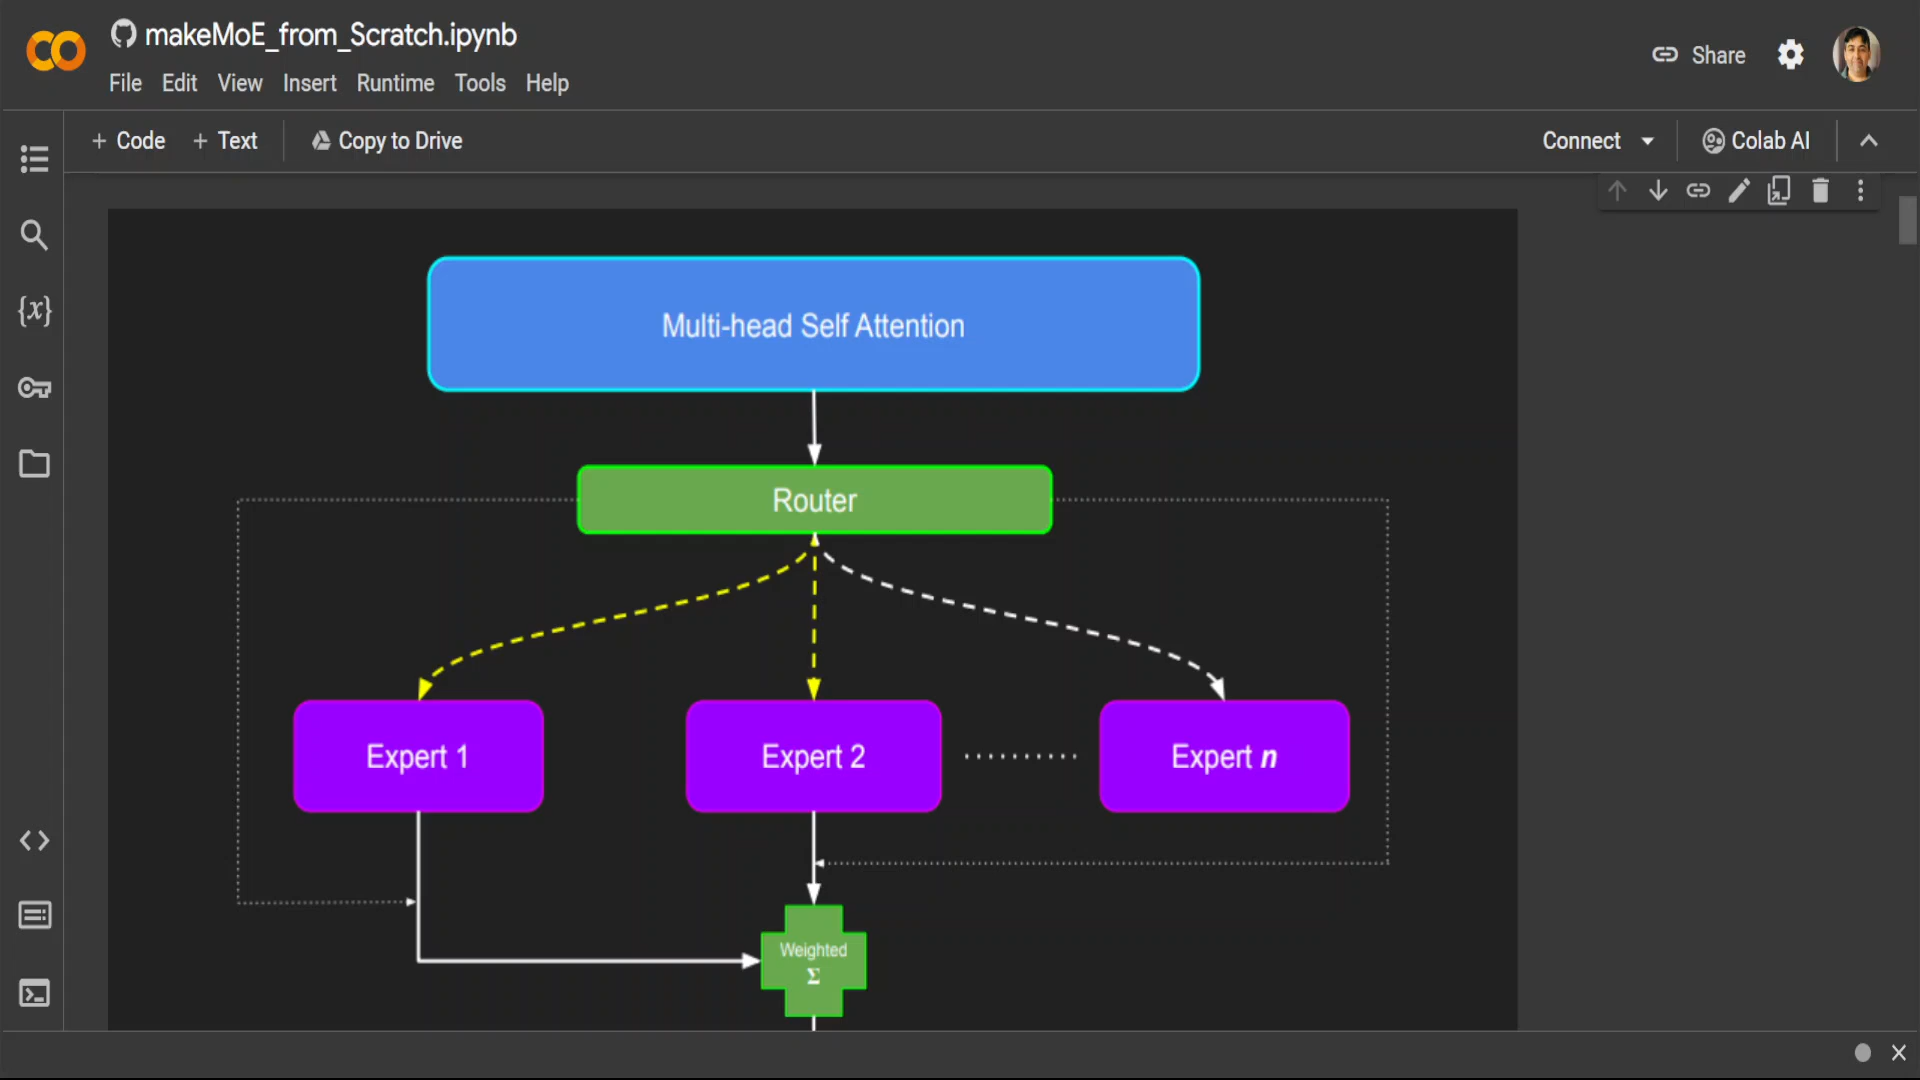 makeMoE_from_Scratch.ipynb
Share
File Edit View Insert Runtime Tools Help
+ Code + Text Copy to Drive Connect Colab AI
{x}
Multi-head Self Attention
Router
Expert 1 Expert 2 Expert n
Weighted
Σ